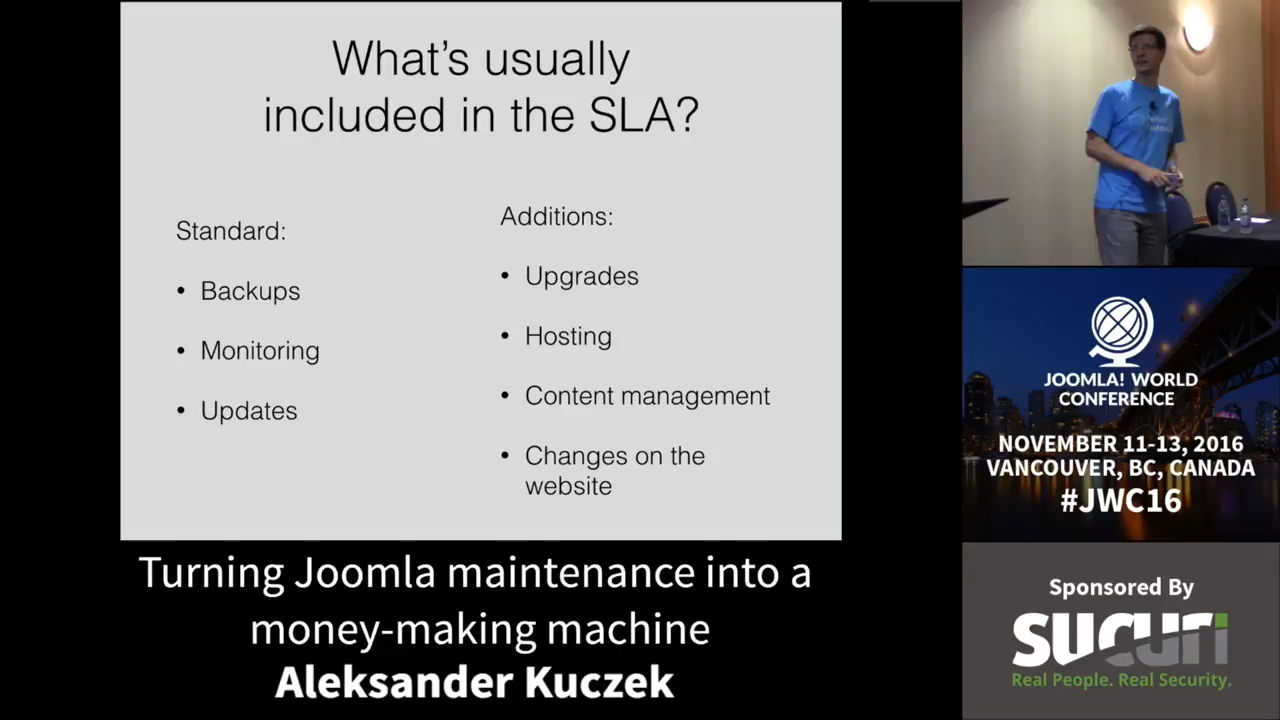 What's usually
included in the SLA?
Standard:
• Backups
• Monitoring
• Updates
Additions:
• Upgrades
• Hosting
• Content management
• Changes on the
website
Turning Joomla maintenance into a
money-making machine
Aleksander Kuczek
JOOMLA! WORLD
CONFERENCE
NOVEMBER 11-13, 2016
VANCOUVER, BC, CANADA
#JWC16
Sponsored By
SUCURI
Real People. Real Security.